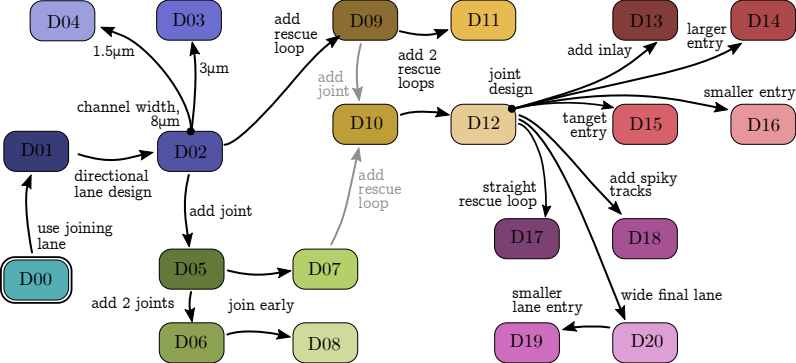 D04
D03
D09
D11
D13
D14
add
rescue
loop
larger
entry
add inlay
1.5µm
3µm
add 2
rescue
loops
add
joint
joint
design
smaller entry
channel width,
8µm
D10
D12
D15
D16
tanget
entry
D01
D02
directional
lane design
add
rescue
loop
add spiky
tracks
straight
rescue loop
add joint
use joining
lane
D17
D18
D00
D05
D07
add 2 joints
join early
smaller
lane entry
wide final lane
D06
D08
D19
D20